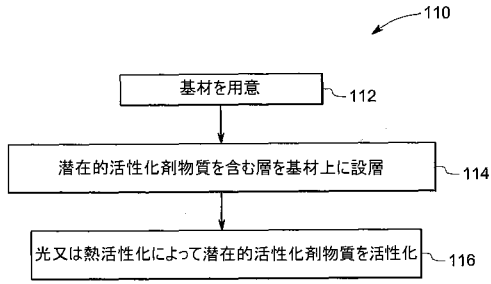 110
基材を用意
112
潜在的活性化剤物質を含む層を基材上に設層
114
光又は熱活性化によって潜在的活性化剤物質を活性化
116